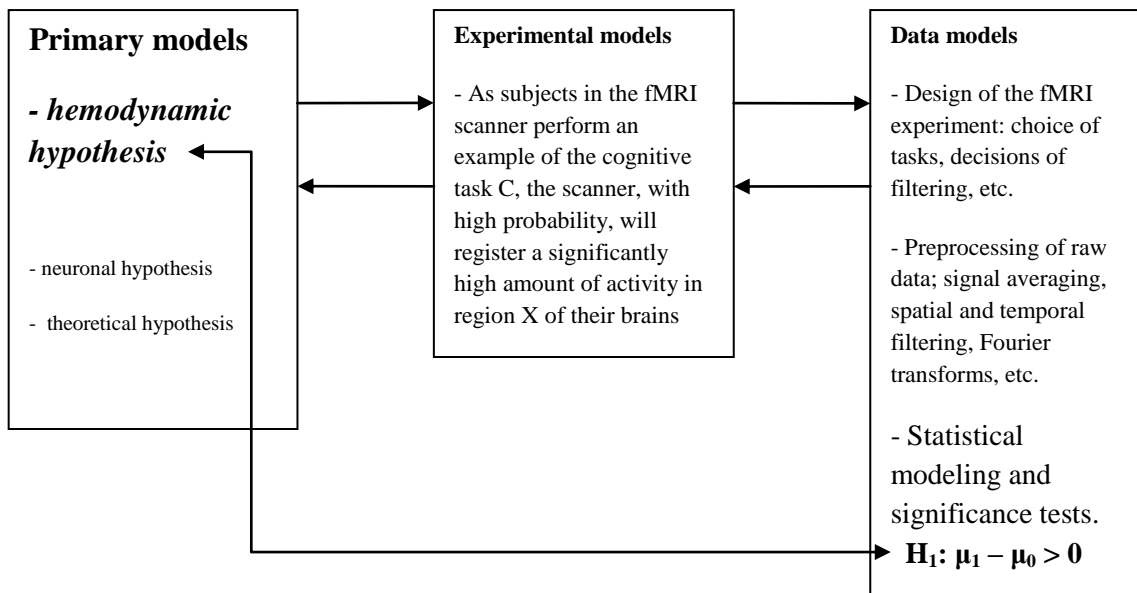 Primary models
- hemodynamic
hypothesis
- neuronal hypothesis
- theoretical hypothesis
Experimental models
- As subjects in the fMRI
scanner perform an
example of the cognitive
task C, the scanner, with
high probability, will
register a significantly
high amount of activity in
region X of their brains
Data models
- Design of the fMRI
experiment: choice of
tasks, decisions of
filtering, etc.
- Preprocessing of raw
data; signal averaging,
spatial and temporal
filtering, Fourier
transforms, etc.
- Statistical
modeling and
significance tests.
H₁: μ₁ – μ₀ > 0